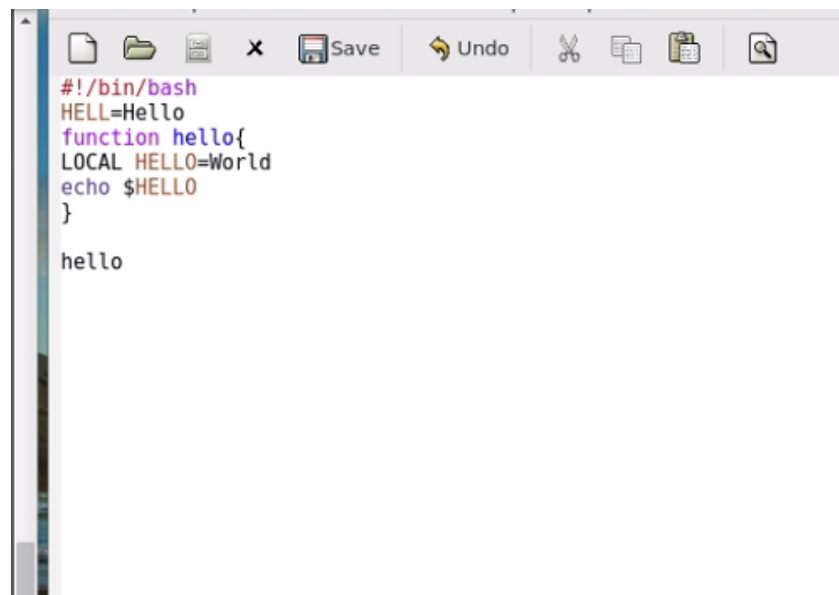 Save Undo
#!/bin/bash
HELL=Hello
function hello{
LOCAL HELLO=World
echo $HELLO
}
hello